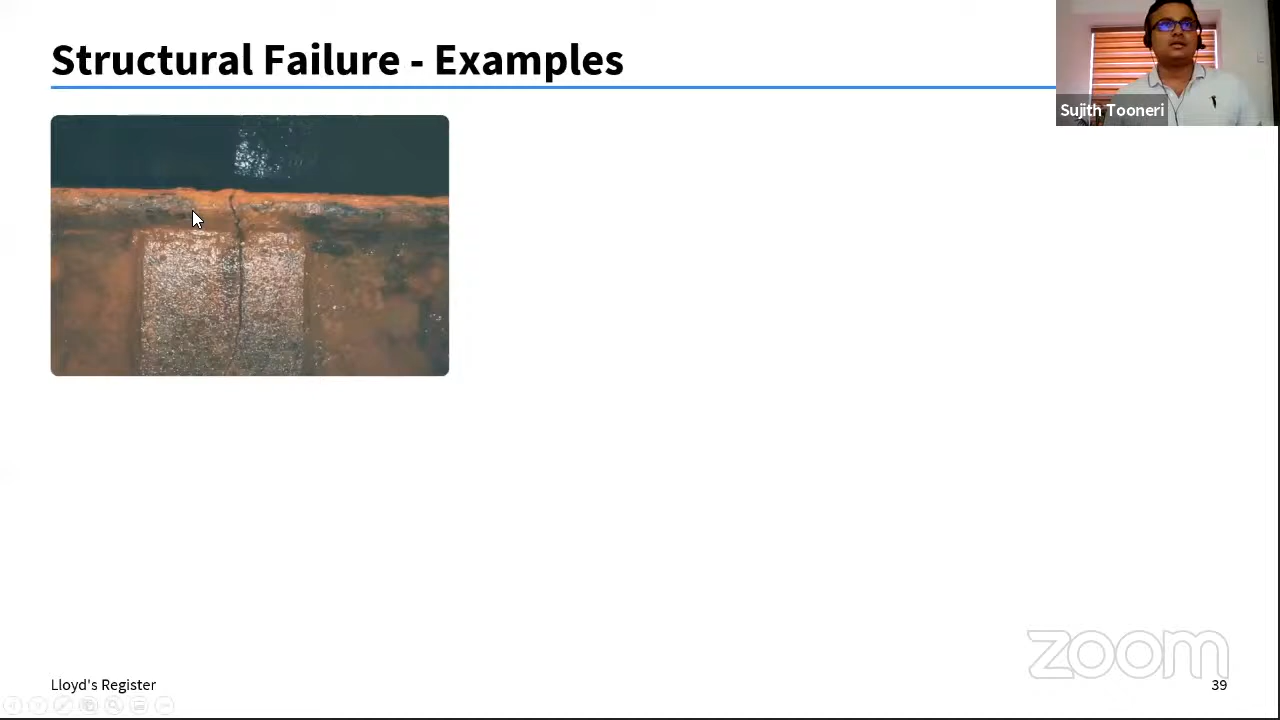 Structural Failure - Examples
Sujith Tooneri
zoom
Lloyd's Register
39